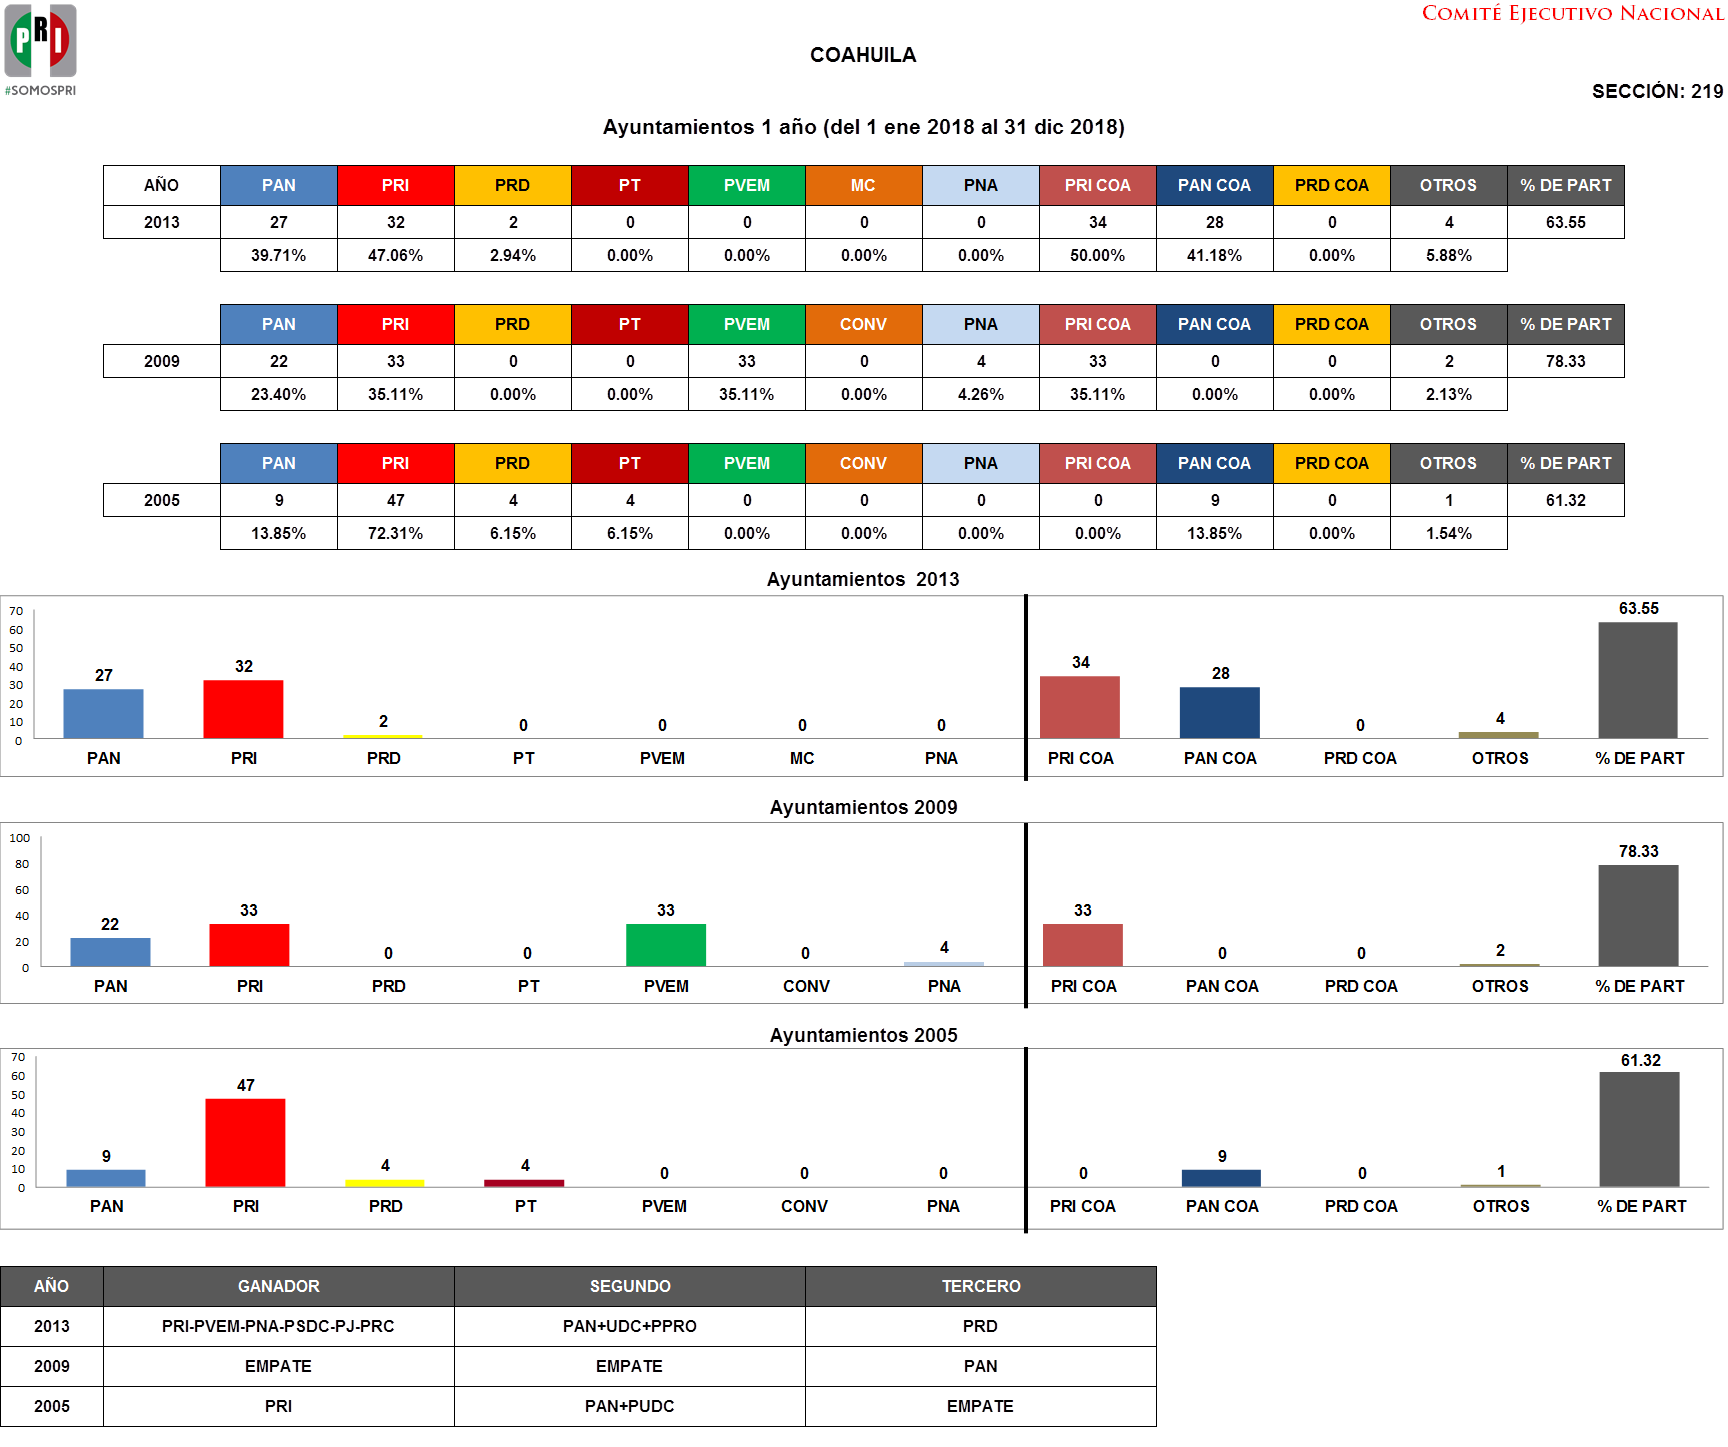 COMITÉ EJECUTIVO NACIONAL
PRI
#SOMOSPRI
COAHUILA
SECCIÓN: 219
Ayuntamientos 1 año (del 1 ene 2018 al 31 dic 2018)
AÑO PAN PRI PRD PT PVEM MC PNA PRI COA PAN COA PRD COA OTROS % DE PART
2013 27 32 2 0 0 0 0 34 28 0 4 63.55
39.71% 47.06% 2.94% 0.00% 0.00% 0.00% 0.00% 50.00% 41.18% 0.00% 5.88%
PAN PRI PRD PT PVEM CONV PNA PRI COA PAN COA PRD COA OTROS % DE PART
2009 22 33 0 0 33 0 4 33 0 0 2 78.33
23.40% 35.11% 0.00% 0.00% 35.11% 0.00% 4.26% 35.11% 0.00% 0.00% 2.13%
PAN PRI PRD PT PVEM CONV PNA PRI COA PAN COA PRD COA OTROS % DE PART
2005 9 47 4 4 0 0 0 0 9 0 1 61.32
13.85% 72.31% 6.15% 6.15% 0.00% 0.00% 0.00% 0.00% 13.85% 0.00% 1.54%
Ayuntamientos 2013
70
60
50
40
30
20
10
0
27 32 2 0 0 0 0 34 28 0 4 63.55
PAN PRI PRD PT PVEM MC PNA PRI COA PAN COA PRD COA OTROS % DE PART
Ayuntamientos 2009
100
80
60
40
20
0
22 33 0 0 33 0 4 33 0 0 2 78.33
PAN PRI PRD PT PVEM CONV PNA PRI COA PAN COA PRD COA OTROS % DE PART
Ayuntamientos 2005
70
60
50
40
30
20
10
0
9 47 4 4 0 0 0 0 9 0 1 61.32
PAN PRI PRD PT PVEM CONV PNA PRI COA PAN COA PRD COA OTROS % DE PART
AÑO GANADOR SEGUNDO TERCERO
2013 PRI-PVEM-PNA-PSDC-PJ-PRC PAN+UDC+PPRO PRD
2009 EMPATE EMPATE PAN
2005 PRI PAN+PUDC EMPATE